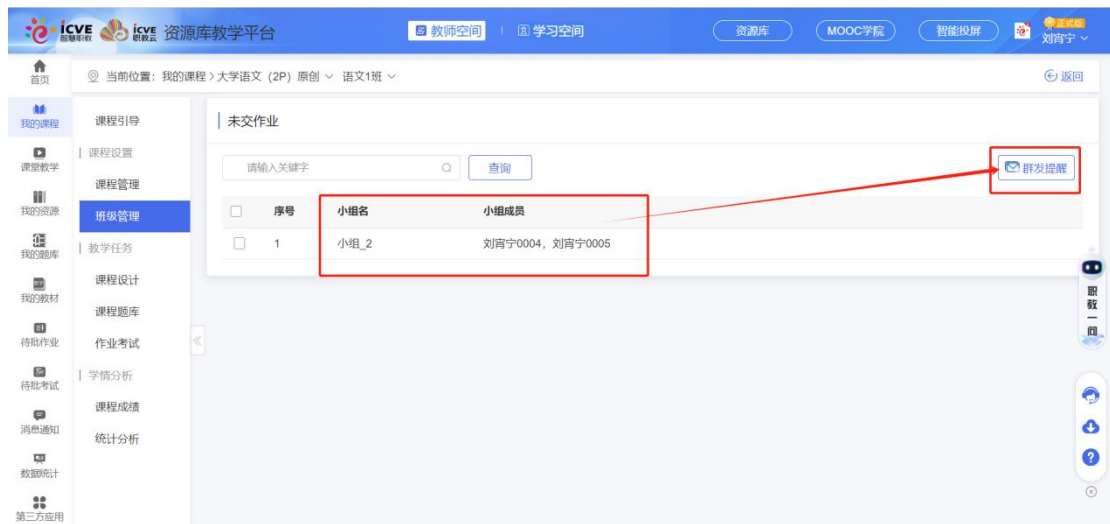 icve 智慧职教 icve 职教云 资源库教学平台 教师空间 学习空间 资源库 MOOC学院 智能投屏 正式版 刘宵宁
首页
当前位置：我的课程 > 大学语文（2P）原创 语文1班 返回
我的课程
课堂教学
我的资源
我的题库
我的教材
待批作业
待批考试
消息通知
数据统计
第三方应用
课程引导
课程设置
课程管理
班级管理
教学任务
课程设计
课程题库
作业考试
学情分析
课程成绩
统计分析
未交作业
请输入关键字 查询 群发提醒
序号 小组名 小组成员
1 小组_2 刘宵宁0004，刘宵宁0005
职教一问